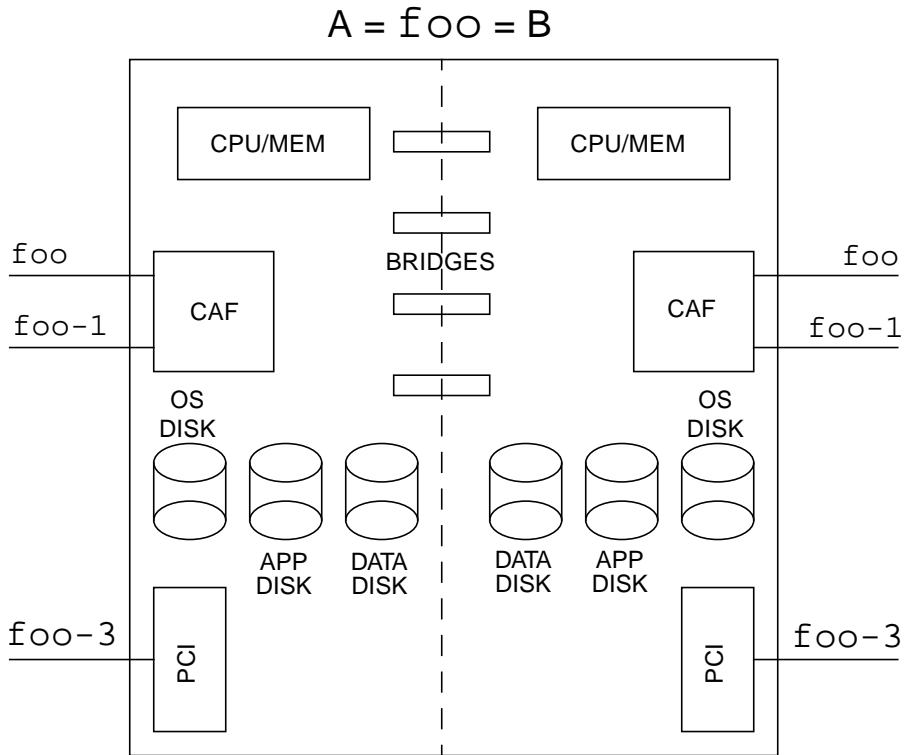 A = foo = B
CPU/MEM
CPU/MEM
foo
foo
BRIDGES
CAF
CAF
foo-1
foo-1
OS
DISK
OS
DISK
APP
DISK
DATA
DISK
DATA
DISK
APP
DISK
foo-3
PCI
PCI
foo-3